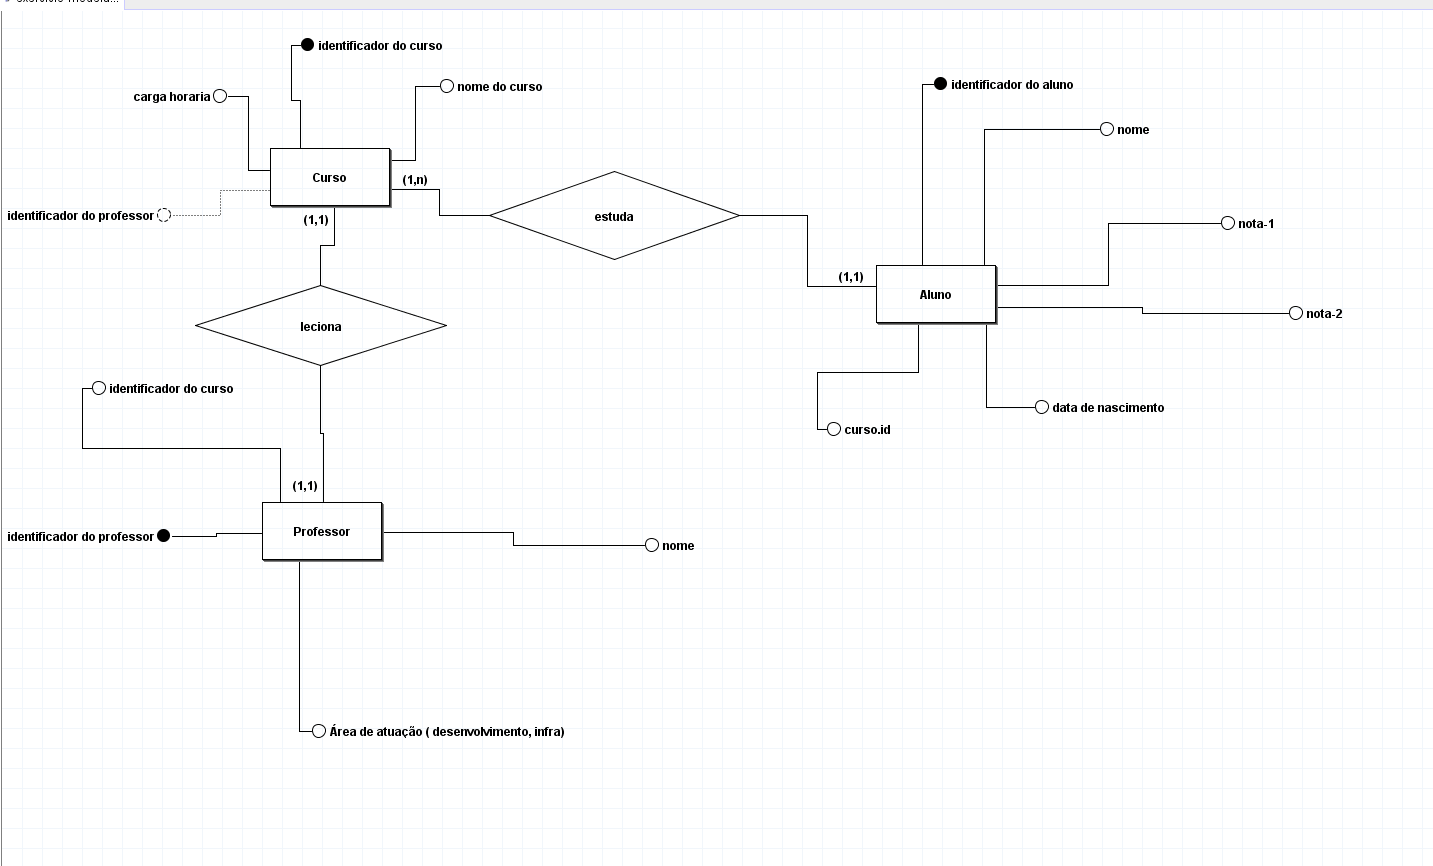 identificador do curso
nome do curso
carga horaria
identificador do aluno
nome
Curso
(1,n)
identificador do professor
(1,1)
estuda
nota-1
(1,1)
Aluno
nota-2
leciona
identificador do curso
data de nascimento
curso.id
(1,1)
identificador do professor
Professor
nome
Área de atuação ( desenvolvimento, infra)